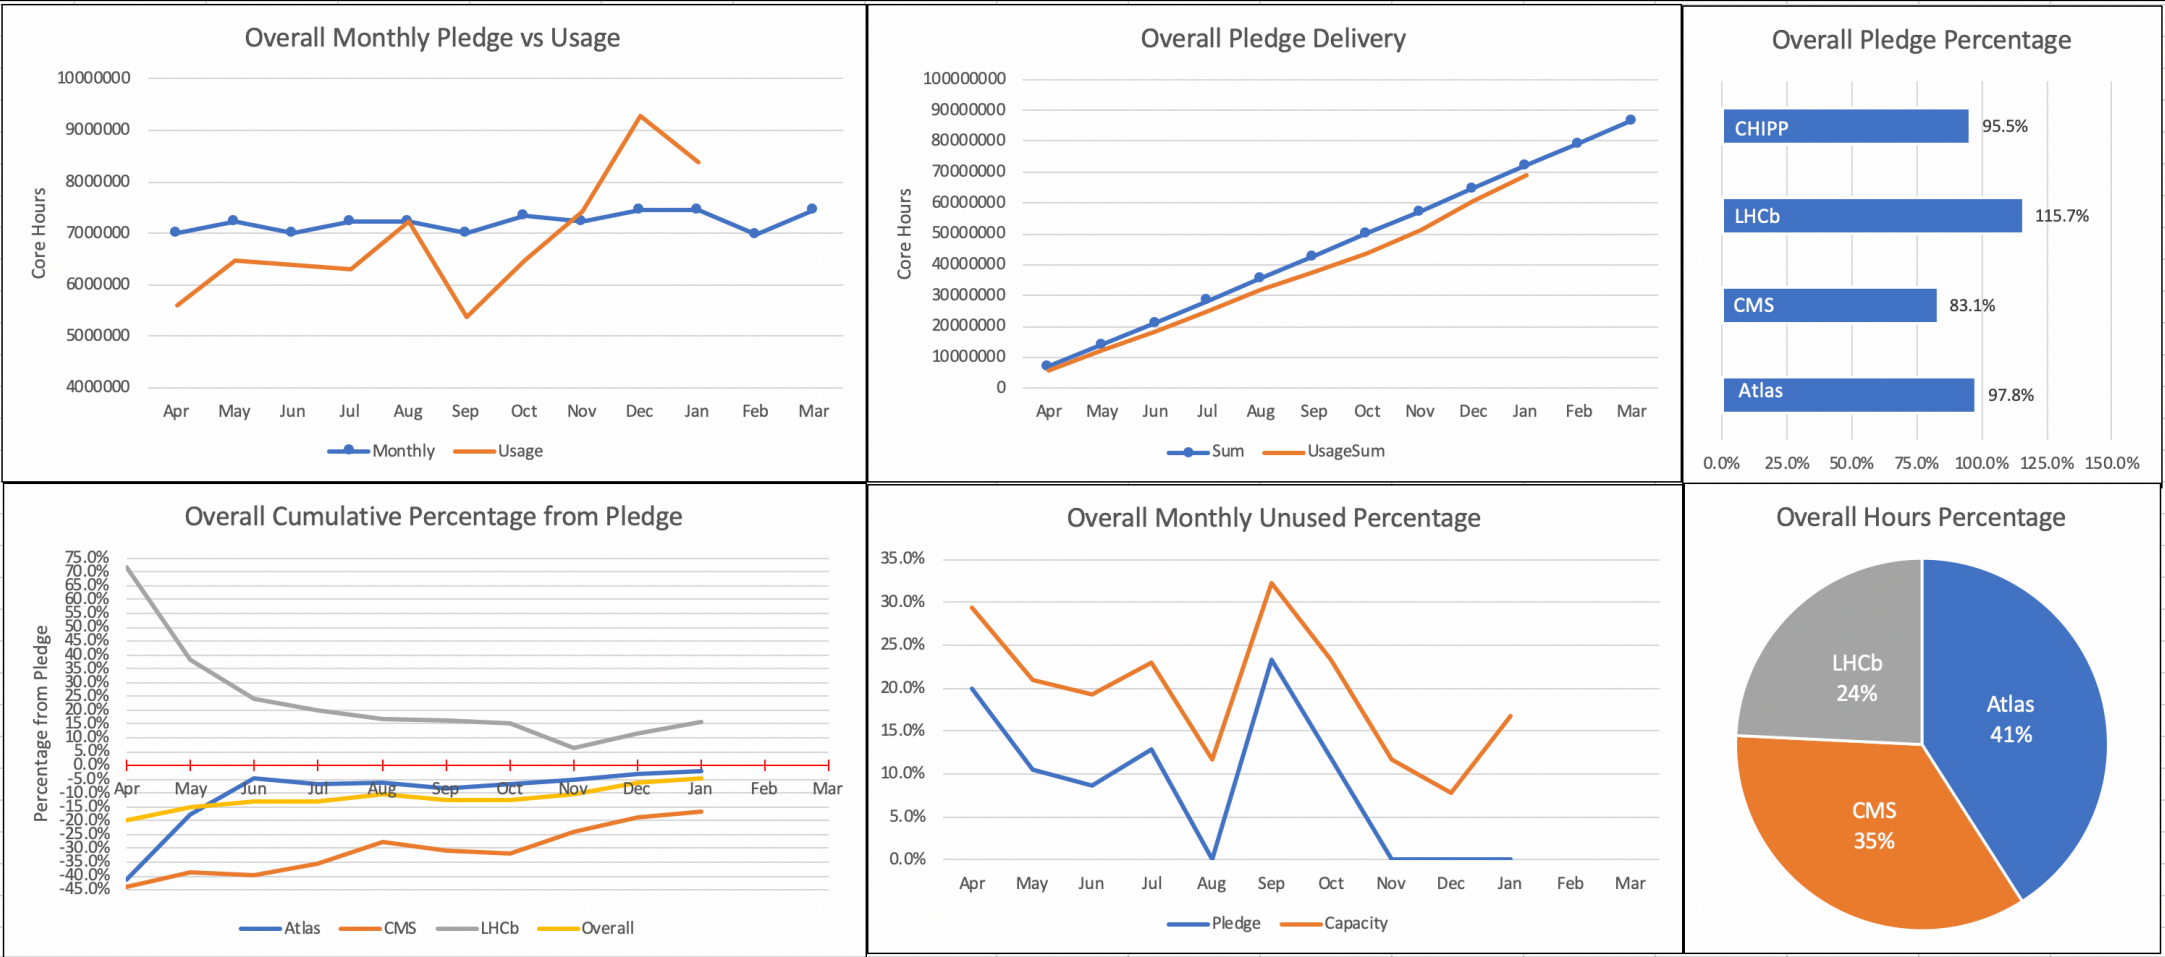 Overall Monthly Pledge vs Usage
10000000
9000000
8000000
7000000
6000000
5000000
4000000
Core Hours
Apr May Jun Jul Aug Sep Oct Nov Dec Jan Feb Mar
Monthly Usage
Overall Pledge Delivery
100000000
90000000
80000000
70000000
60000000
50000000
40000000
30000000
20000000
10000000
0
Core Hours
Apr May Jun Jul Aug Sep Oct Nov Dec Jan Feb Mar
Sum UsageSum
Overall Pledge Percentage
CHIPP 95.5%
LHCb 115.7%
CMS 83.1%
Atlas 97.8%
0.0% 25.0% 50.0% 75.0% 100.0% 125.0% 150.0%
Overall Cumulative Percentage from Pledge
75.0%
70.0%
65.0%
60.0%
55.0%
50.0%
45.0%
40.0%
35.0%
30.0%
25.0%
20.0%
15.0%
10.0%
5.0%
0.0%
-5.0%
-10.0%
-15.0%
-20.0%
-25.0%
-30.0%
-35.0%
-40.0%
-45.0%
Percentage from Pledge
Apr May Jun Jul Aug Sep Oct Nov Dec Jan Feb Mar
Atlas CMS LHCb Overall
Overall Monthly Unused Percentage
35.0%
30.0%
25.0%
20.0%
15.0%
10.0%
5.0%
0.0%
Apr May Jun Jul Aug Sep Oct Nov Dec Jan Feb Mar
Pledge Capacity
Overall Hours Percentage
LHCb
24%
Atlas
41%
CMS
35%